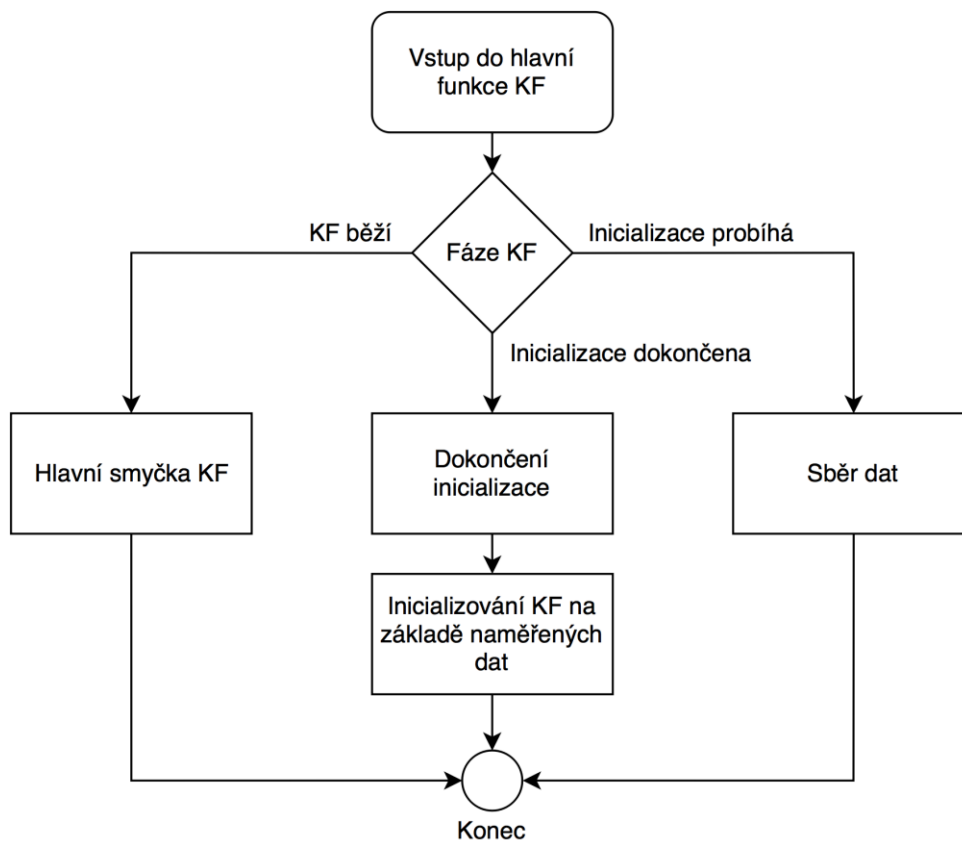 Vstup do hlavní
funkce KF
KF běží
Fáze KF
Inicializace probíhá
Inicializace dokončena
Hlavní smyčka KF
Dokončení
inicializace
Sběr dat
Inicializování KF na
základě naměřených
dat
Konec